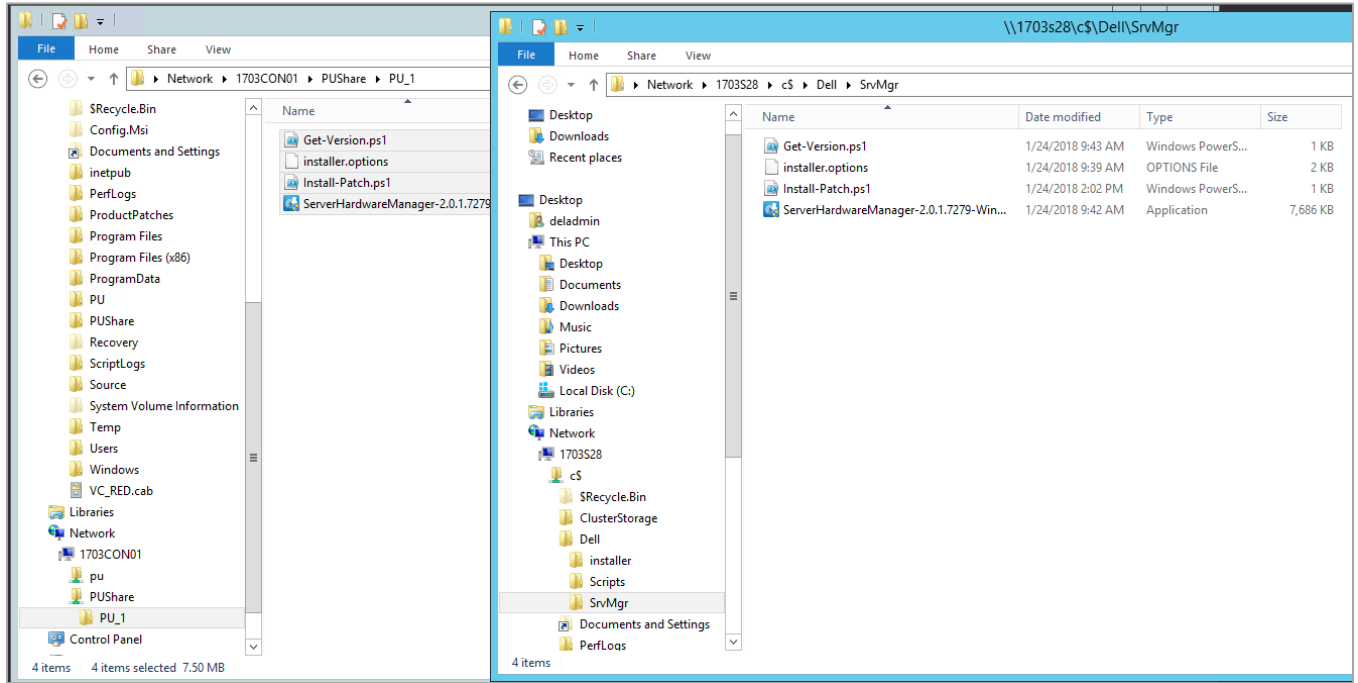 File Home Share View
Network 1703CON01 PUShare PU_1
$Recycle.Bin
Config.Msi
Documents and Settings
inetpub
PerfLogs
ProductPatches
Program Files
Program Files (x86)
ProgramData
PU
PUShare
Recovery
ScriptLogs
Source
System Volume Information
Temp
Users
Windows
VC_RED.cab
Libraries
Network
1703CON01
pu
PUShare
PU_1
Control Panel
Name
Get-Version.ps1
installer.options
Install-Patch.ps1
ServerHardwareManager-2.0.1.7279
4 items 4 items selected 7.50 MB
\\1703s28\c$\Dell\SrvMgr
File Home Share View
Network 1703S28 c$ Dell SrvMgr
Desktop
Downloads
Recent places
Desktop
deladmin
This PC
Desktop
Documents
Downloads
Music
Pictures
Videos
Local Disk (C:)
Libraries
Network
1703S28
c$
$Recycle.Bin
ClusterStorage
Dell
installer
Scripts
SrvMgr
Documents and Settings
PerfLogs
Name Date modified Type Size
Get-Version.ps1 1/24/2018 9:43 AM Windows PowerS... 1 KB
installer.options 1/24/2018 9:39 AM OPTIONS File 2 KB
Install-Patch.ps1 1/24/2018 2:02 PM Windows PowerS... 1 KB
ServerHardwareManager-2.0.1.7279-Win... 1/24/2018 9:42 AM Application 7,686 KB
4 items